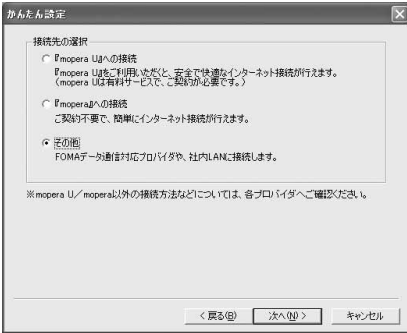 かんたん設定
接続先の選択
『mopera U』への接続
『mopera U』をご利用いただくと、安全で快適なインターネット接続が行えます。
(mopera Uは有料サービスで、ご契約が必要です。)
『mopera』への接続
ご契約不要で、簡単にインターネット接続が行えます。
その他
FOMAデータ通信対応プロバイダや、社内LANに接続します。
※mopera U/mopera以外の接続方法などについては、各プロバイダへご確認ください。
< 戻る(B)
次へ(N) >
キャンセル